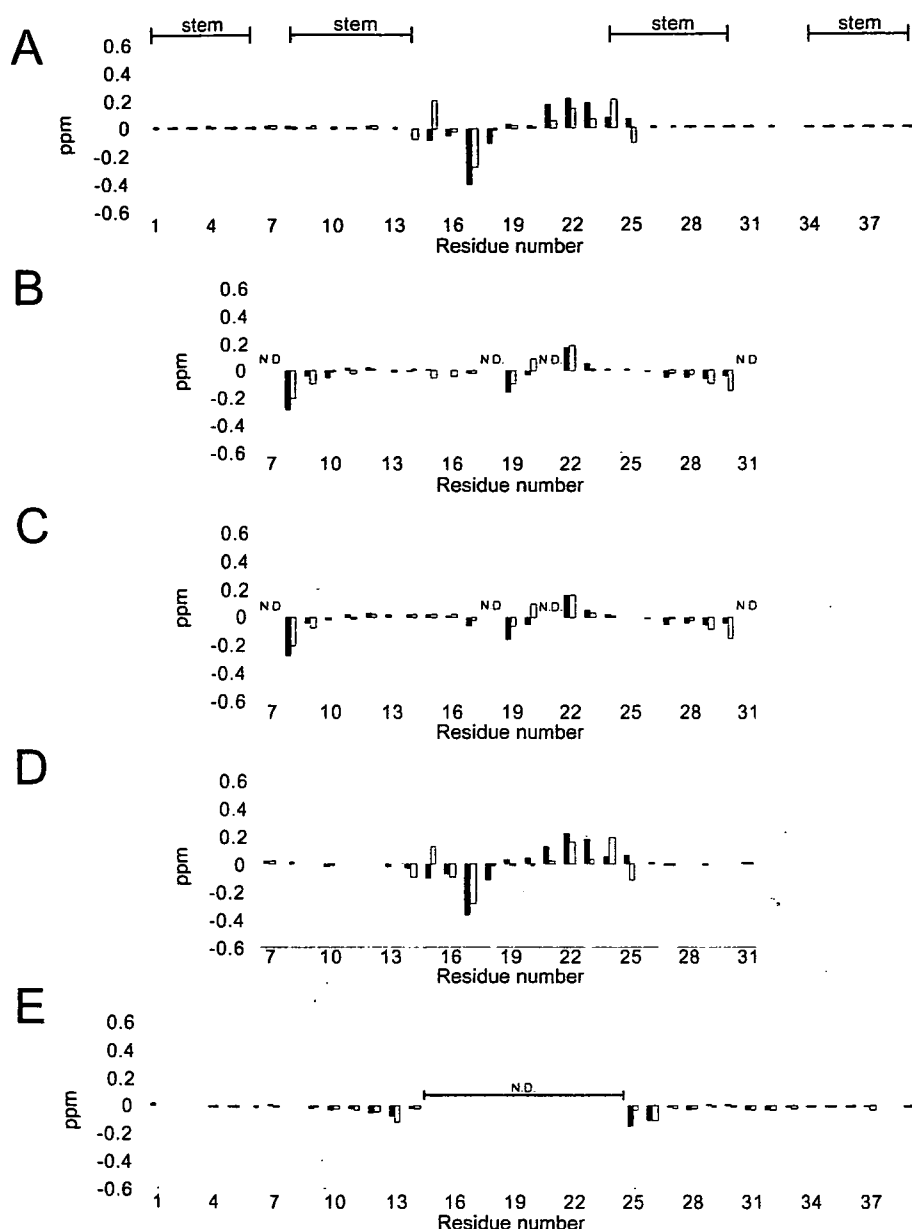 stem stem stem stem
A
0.6
0.4
0.2
0
-0.2
-0.4
-0.6
ppm
1 4 7 10 13 16 19 22 25 28 31 34 37
Residue number
B
0.6
0.4
0.2
0
-0.2
-0.4
-0.6
ppm
N D N D. N D. N D
7 10 13 16 19 22 25 28 31
Residue number
C
0.6
0.4
0.2
0
-0.2
-0.4
-0.6
ppm
N D N D N.D. N D
7 10 13 16 19 22 25 28 31
Residue number
D
0.6
0.4
0.2
0
-0.2
-0.4
-0.6
ppm
7 10 13 16 19 22 25 28 31
Residue number
E
0.6
0.4
0.2
0
-0.2
-0.4
-0.6
ppm
N.D.
1 4 7 10 13 16 19 22 25 28 31 34 37
Residue number